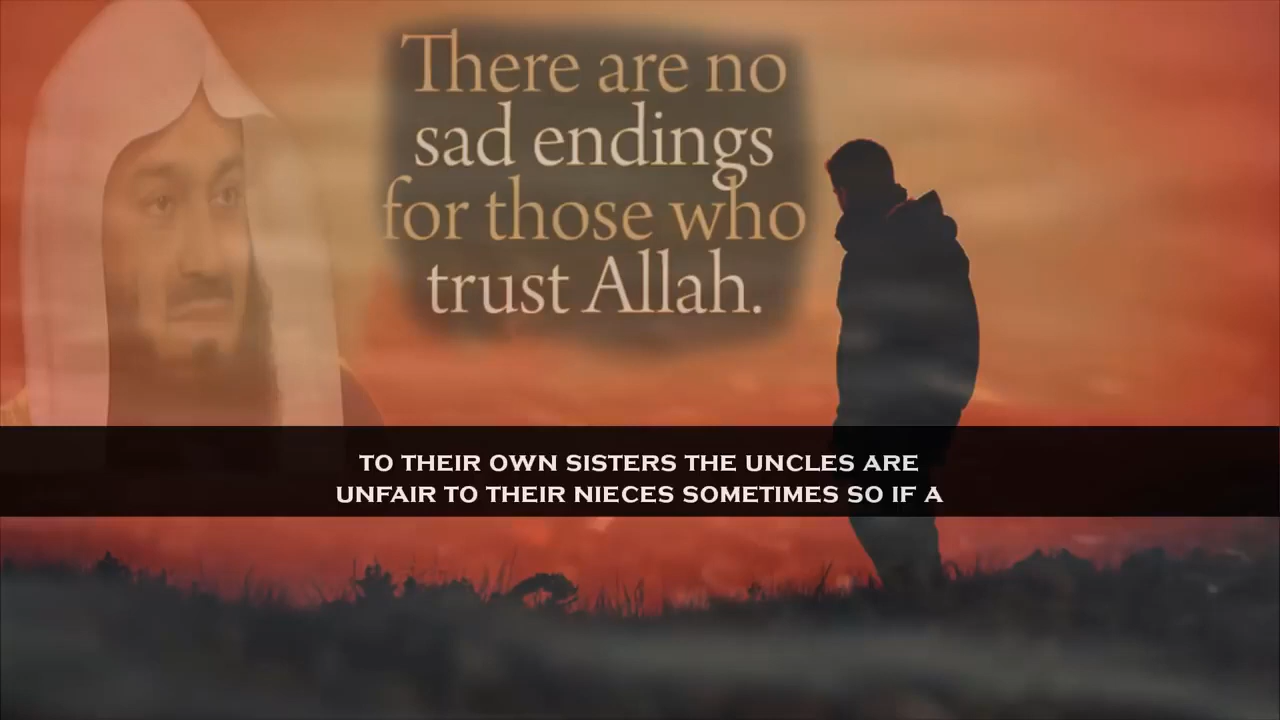 There are no
sad endings
for those who
trust Allah.
TO THEIR OWN SISTERS THE UNCLES ARE
UNFAIR TO THEIR NIECES SOMETIMES SO IF A